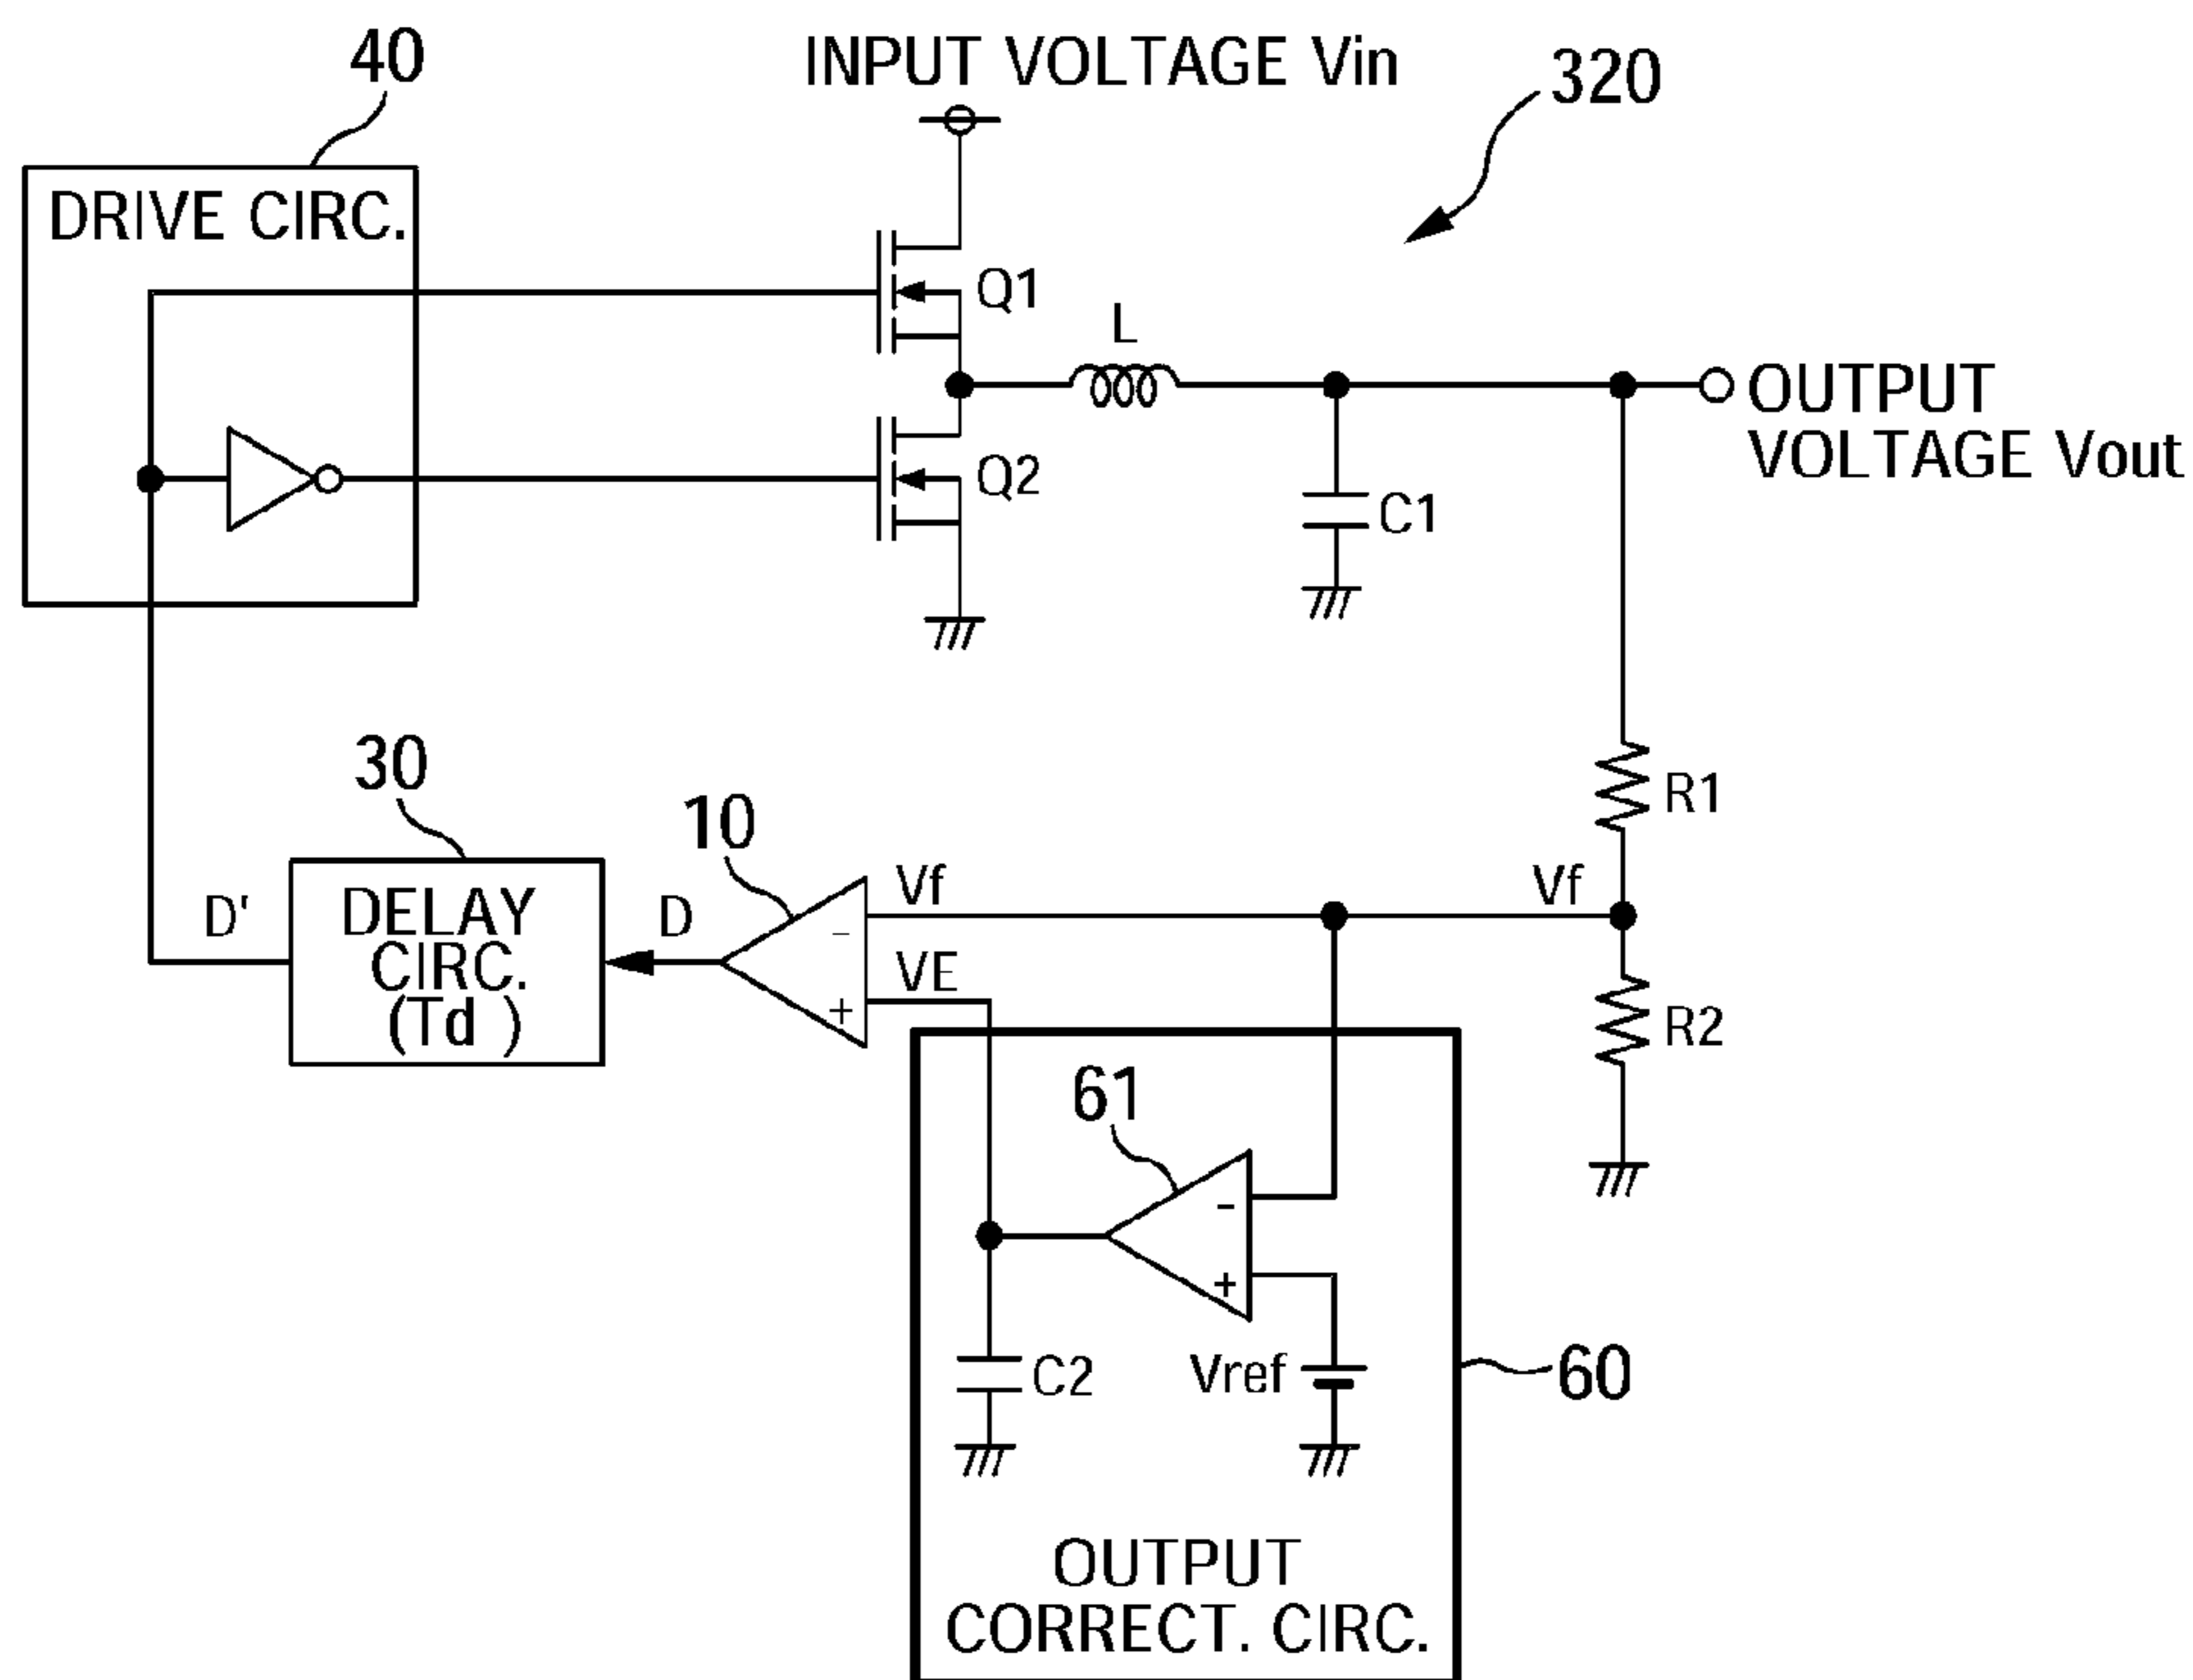 40
INPUT VOLTAGE Vin
320
DRIVE CIRC.
Q1
L
OUTPUT
VOLTAGE Vout
Q2
C1
30
10
R1
D'
DELAY
CIRC.
(Td )
D
Vf
Vf
-
VE
+
R2
61
-
+
C2
Vref
60
OUTPUT
CORRECT. CIRC.